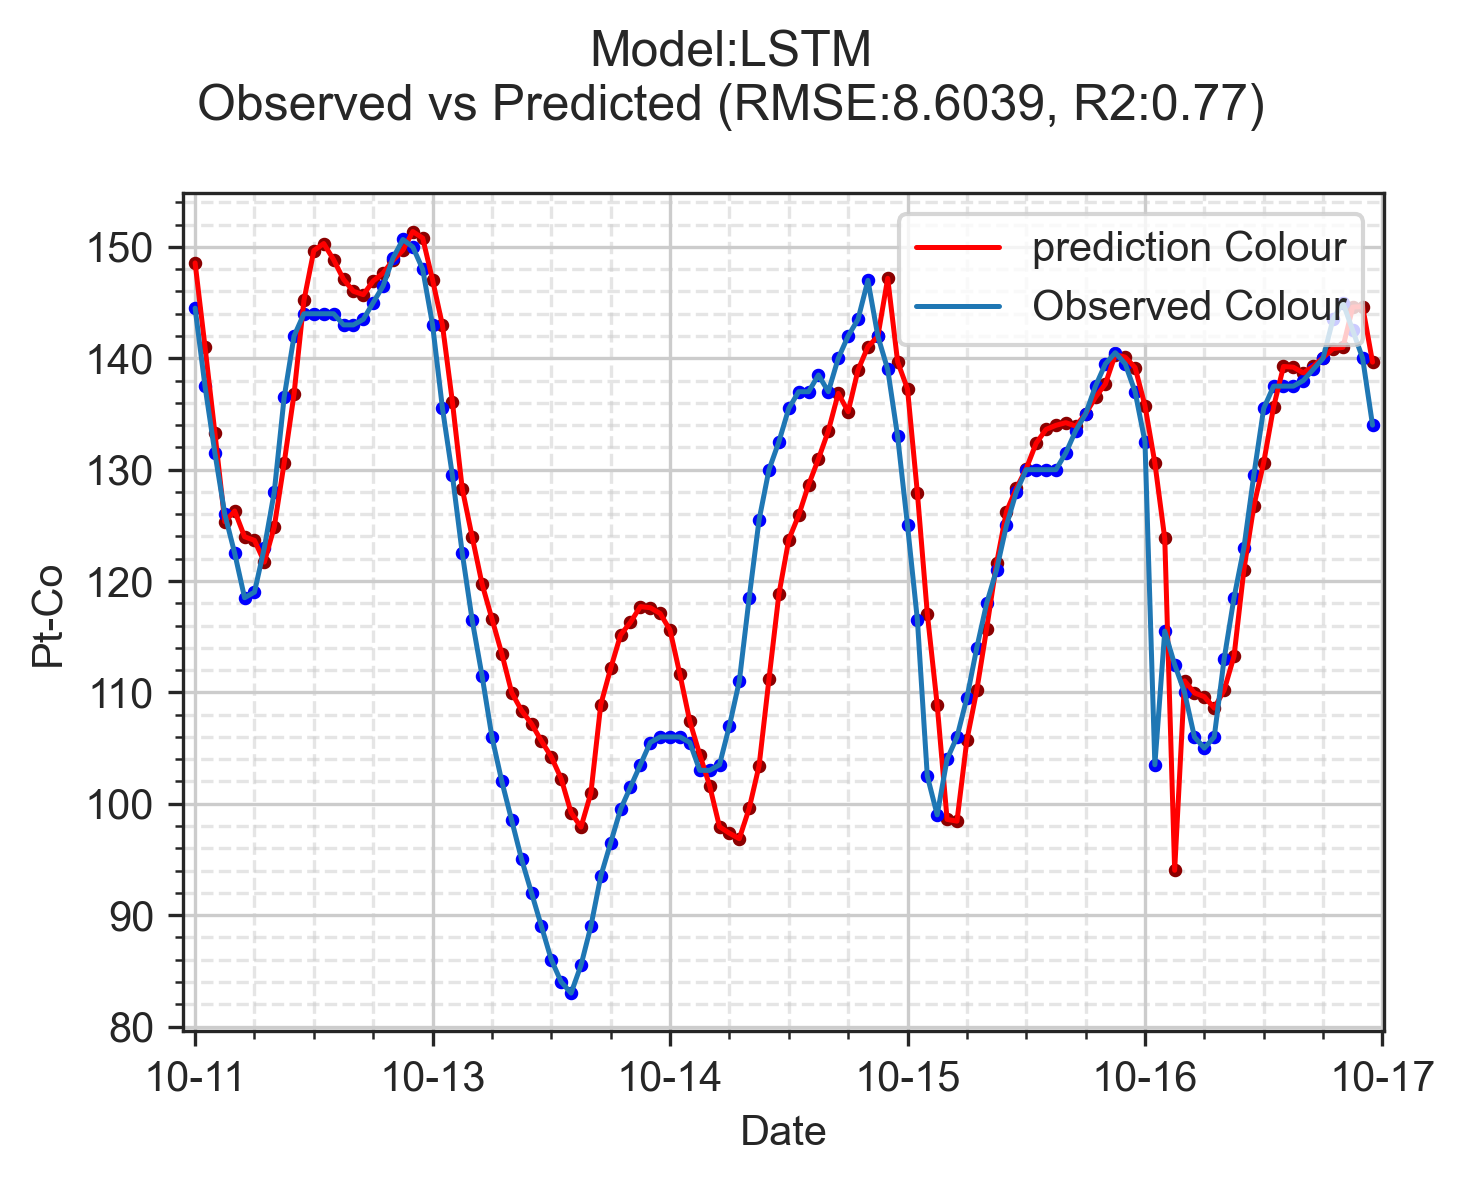 Model:LSTM
Observed vs Predicted (RMSE:8.6039, R2:0.77)
150
140
130
120
110
100
90
80
Pt-Co
prediction Colour
Observed Colour
10-11
10-13
10-14
10-15
10-16
10-17
Date